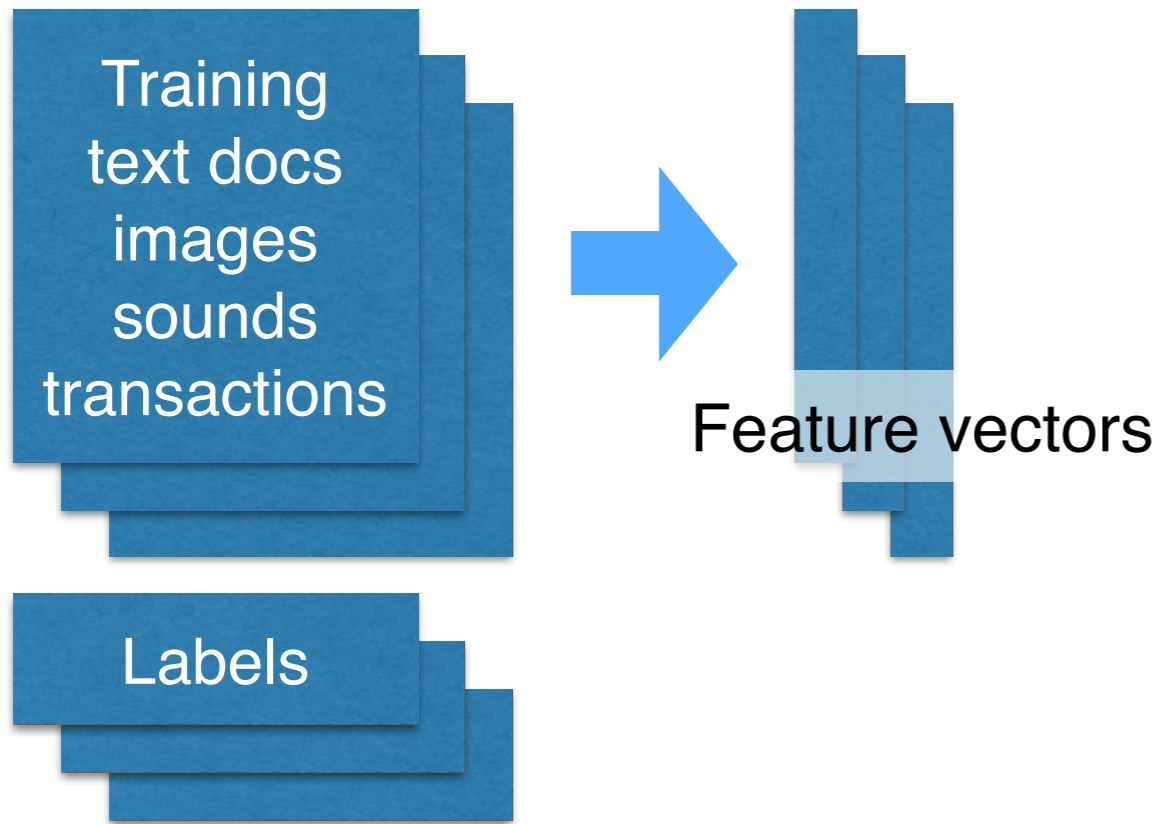 Training
text docs
images
sounds
transactions
Feature vectors
Labels